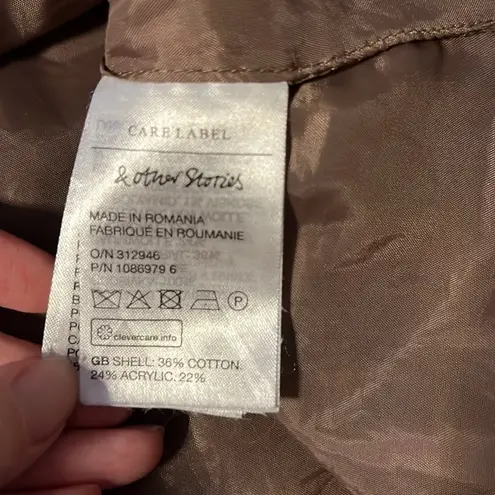 CARE LABEL
& other Stories
MADE IN ROMANIA
FABRIQUÉ EN ROUMANIE
O/N 312946
P/N 1086979 6
P
clevercare.info
GB SHELL: 36% COTTON.
24% ACRYLIC. 22%